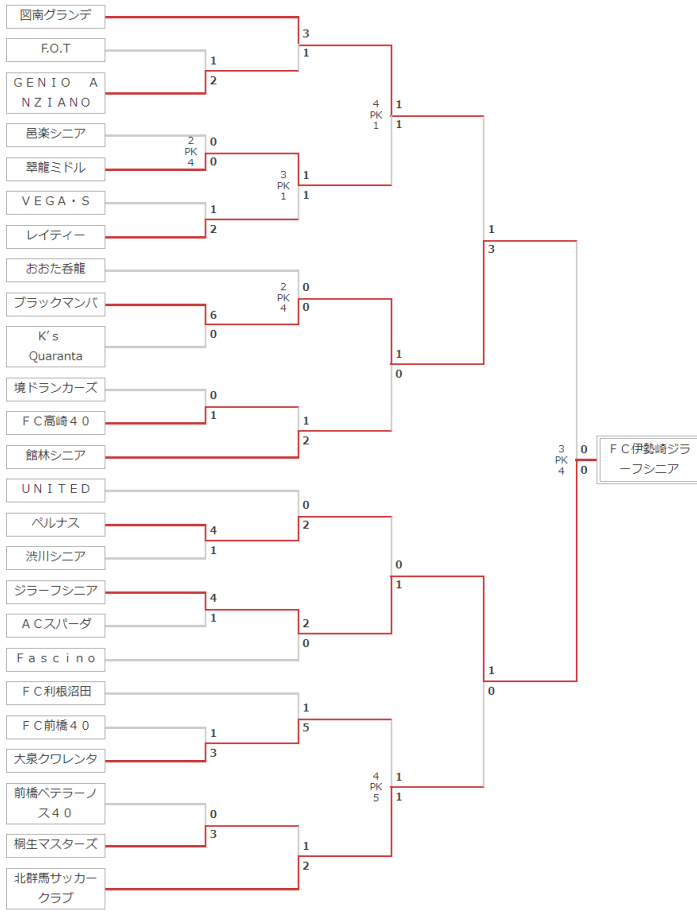 図南グランデ
3
F.O.T
1
1
2
ＧＥＮＩＯ　Ａ
ＮＺＩＡＮＯ
4
PK
1
1
1
邑楽シニア
2
PK
4
0
0
翠龍ミドル
3
PK
1
1
1
ＶＥＧＡ・Ｓ
1
2
レイティー
1
3
おおた呑龍
2
PK
4
0
0
ブラックマンバ
6
0
K's
Quaranta
1
0
境ドランカーズ
0
1
ＦＣ高崎４０
1
2
館林シニア
3
PK
4
0
0
ＦＣ伊勢崎ジラ
ーフシニア
ＵＮＩＴＥＤ
0
2
ペルナス
4
1
渋川シニア
0
1
ジラーフシニア
4
1
ＡＣスパーダ
2
0
Ｆａｓｃｉｎｏ
1
0
ＦＣ利根沼田
1
5
ＦＣ前橋４０
1
3
大泉クワレンタ
4
PK
5
1
1
前橋ベテラーノ
ス４０
0
3
桐生マスターズ
1
2
北群馬サッカー
クラブ